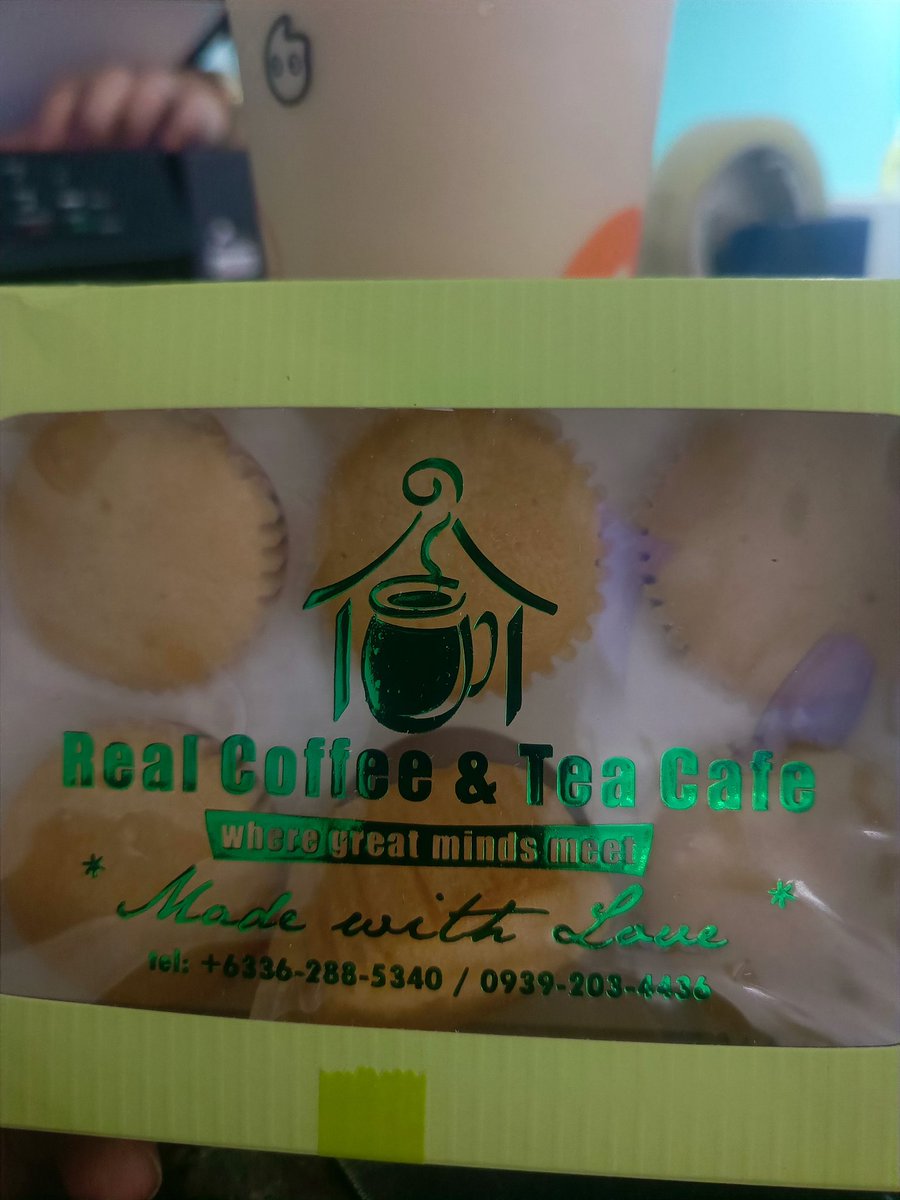 Real Coffee & Tea Cafe
where great minds meet
* Made with Love *
tel: +6336-288-5340 / 0939-203-4436